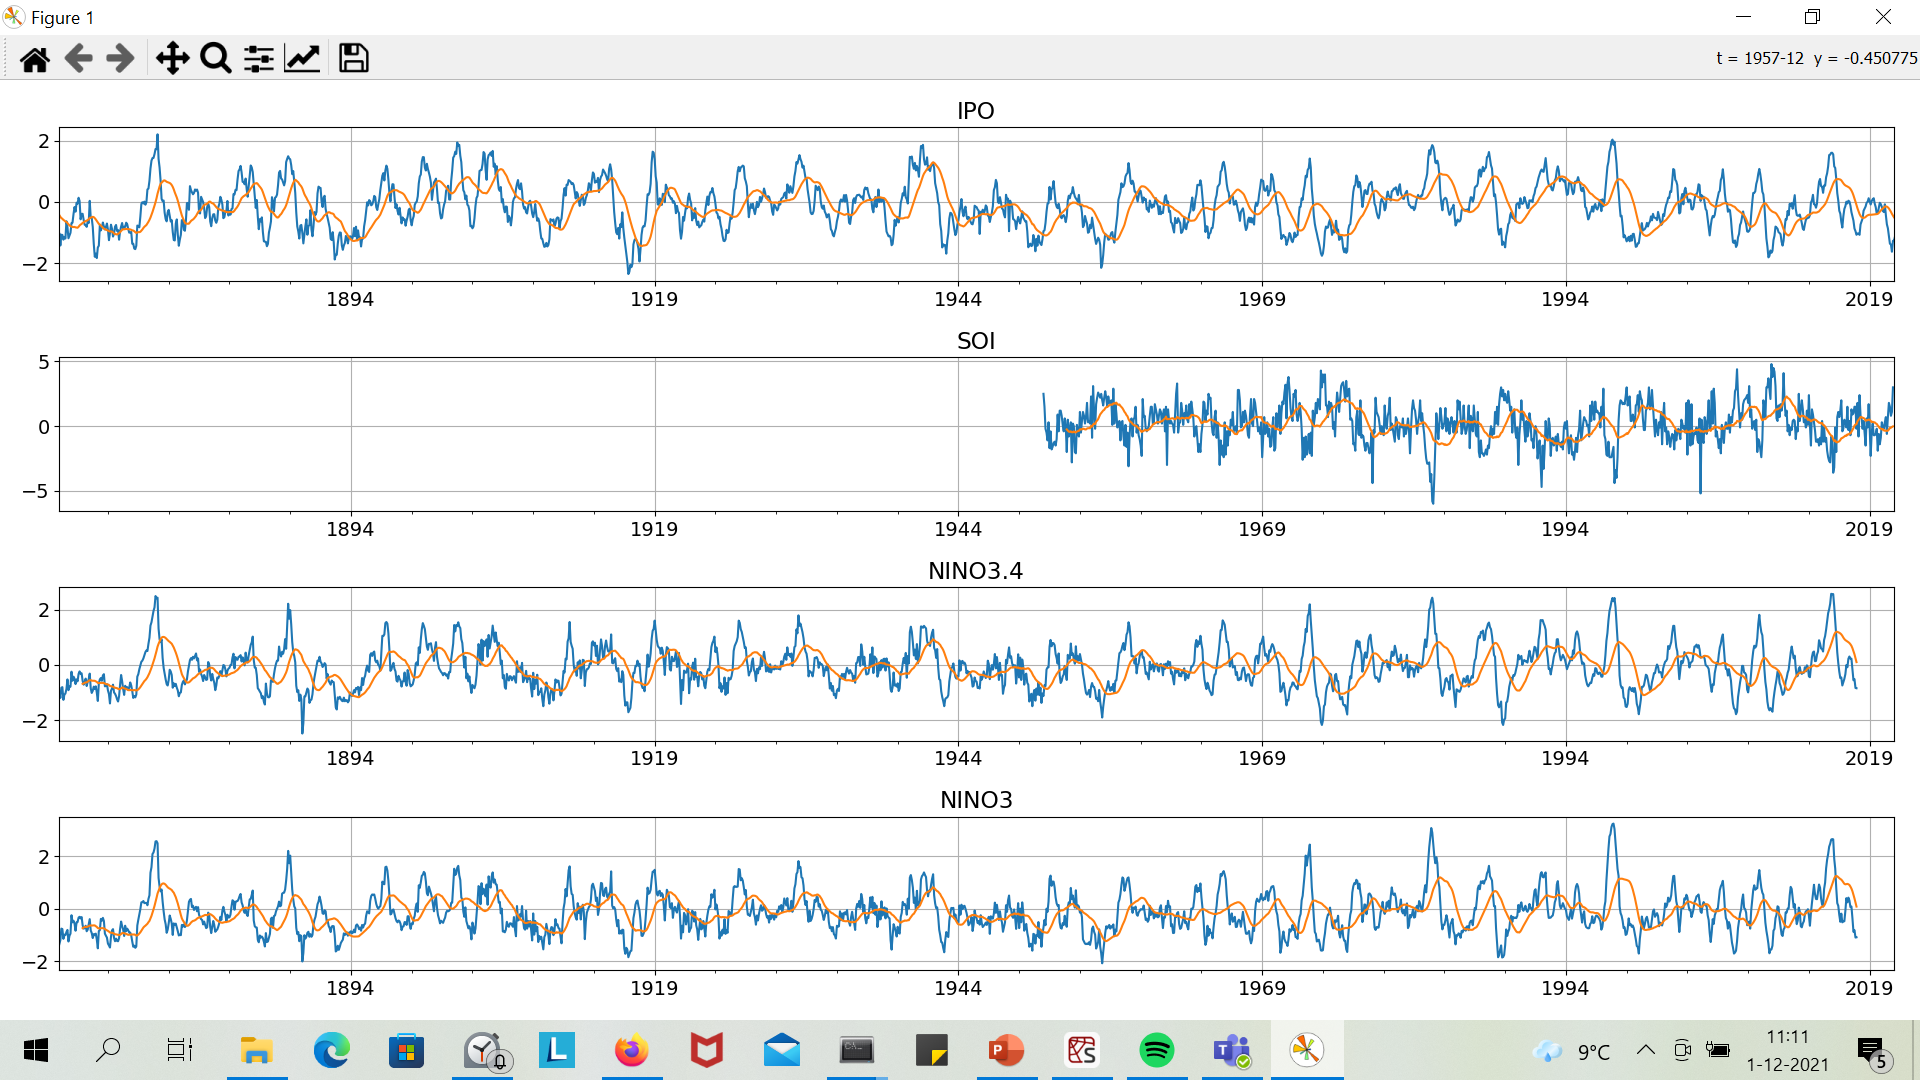 Figure 1
t = 1957-12 y = -0.450775
IPO
2
0
−2
1894 1919 1944 1969 1994 2019
SOI
5
0
−5
1894 1919 1944 1969 1994 2019
NINO3.4
2
0
−2
1894 1919 1944 1969 1994 2019
NINO3
2
0
−2
1894 1919 1944 1969 1994 2019
L
P
S
T
9°C
11:11
1-12-2021
5